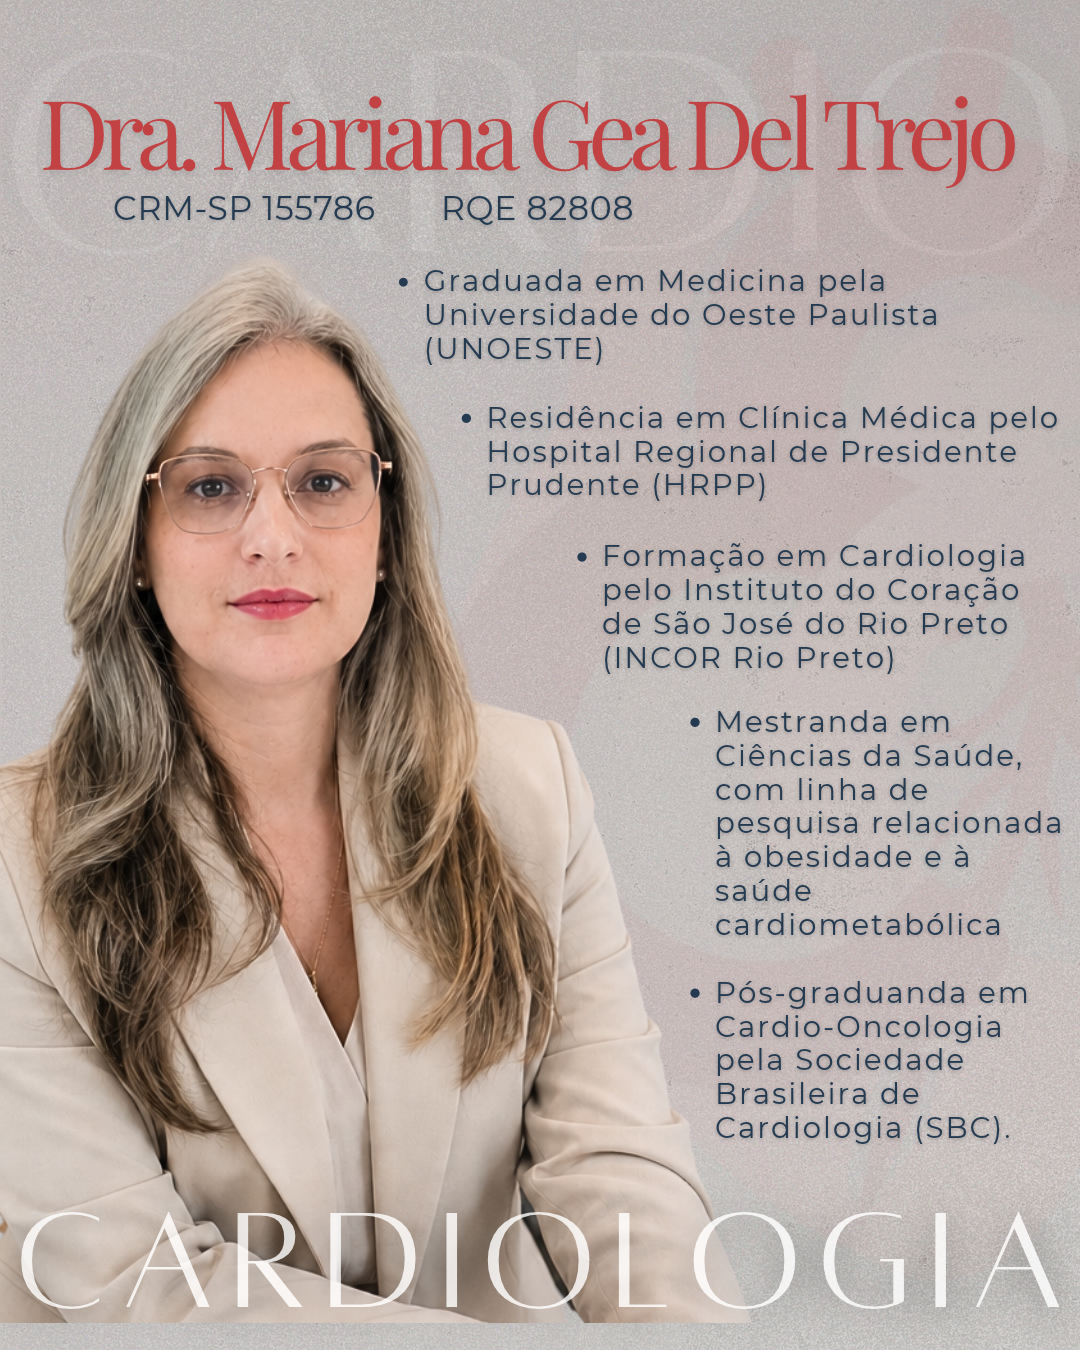 CARDIO
Dra. Mariana Gea Del Trejo
CRM-SP 155786 RQE 82808
• Graduada em Medicina pela
Universidade do Oeste Paulista
(UNOESTE)
• Residência em Clínica Médica pelo
Hospital Regional de Presidente
Prudente (HRPP)
• Formação em Cardiologia
pelo Instituto do Coração
de São José do Rio Preto
(INCOR Rio Preto)
• Mestranda em
Ciências da Saúde,
com linha de
pesquisa relacionada
à obesidade e à
saúde
cardiometabólica
• Pós-graduanda em
Cardio-Oncologia
pela Sociedade
Brasileira de
Cardiologia (SBC).
CARDIOLOGIA